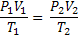 P₁V₁/T₁ = P₂V₂/T₂